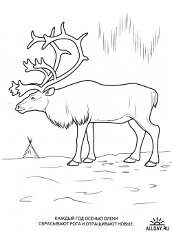 КАЖДЫЙ ГОД ОСЕНЬЮ ОЛЕНИ
СБРАСЫВАЮТ РОГА И ОТРАЩИВАЮТ НОВЫЕ.
ALLDAY.RU